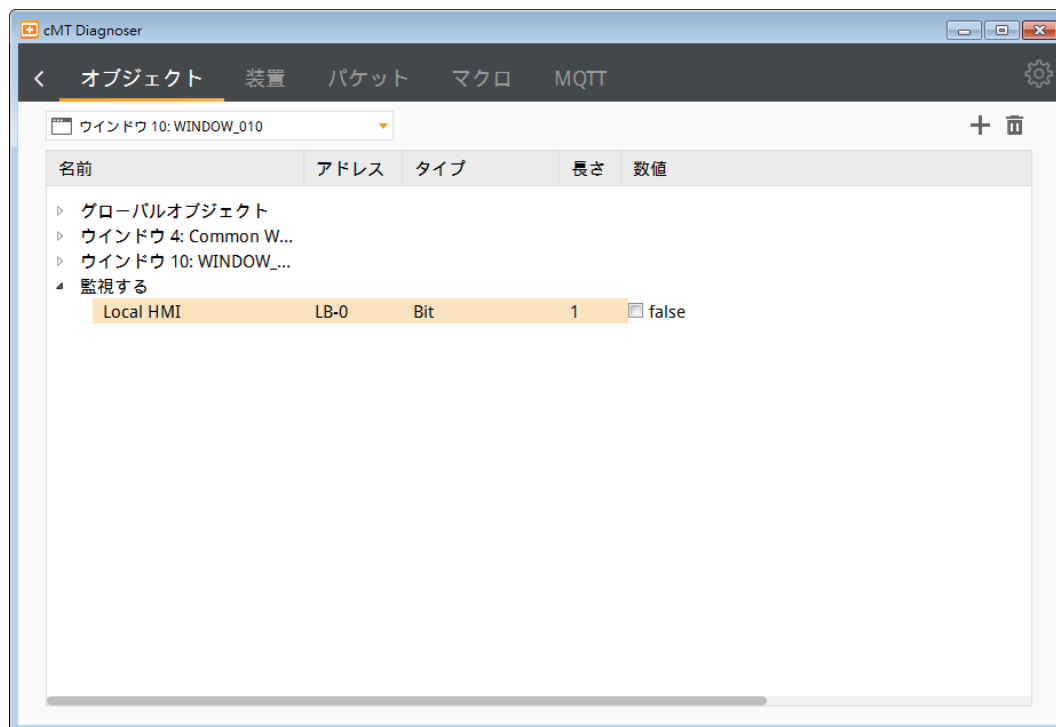 cMT Diagnoser
オブジェクト 装置 パケット マクロ MQTT
ウインドウ 10: WINDOW_010
名前 アドレス タイプ 長さ 数値
グローバルオブジェクト
ウインドウ 4: Common W...
ウインドウ 10: WINDOW_...
監視する
Local HMI LB-0 Bit 1 false